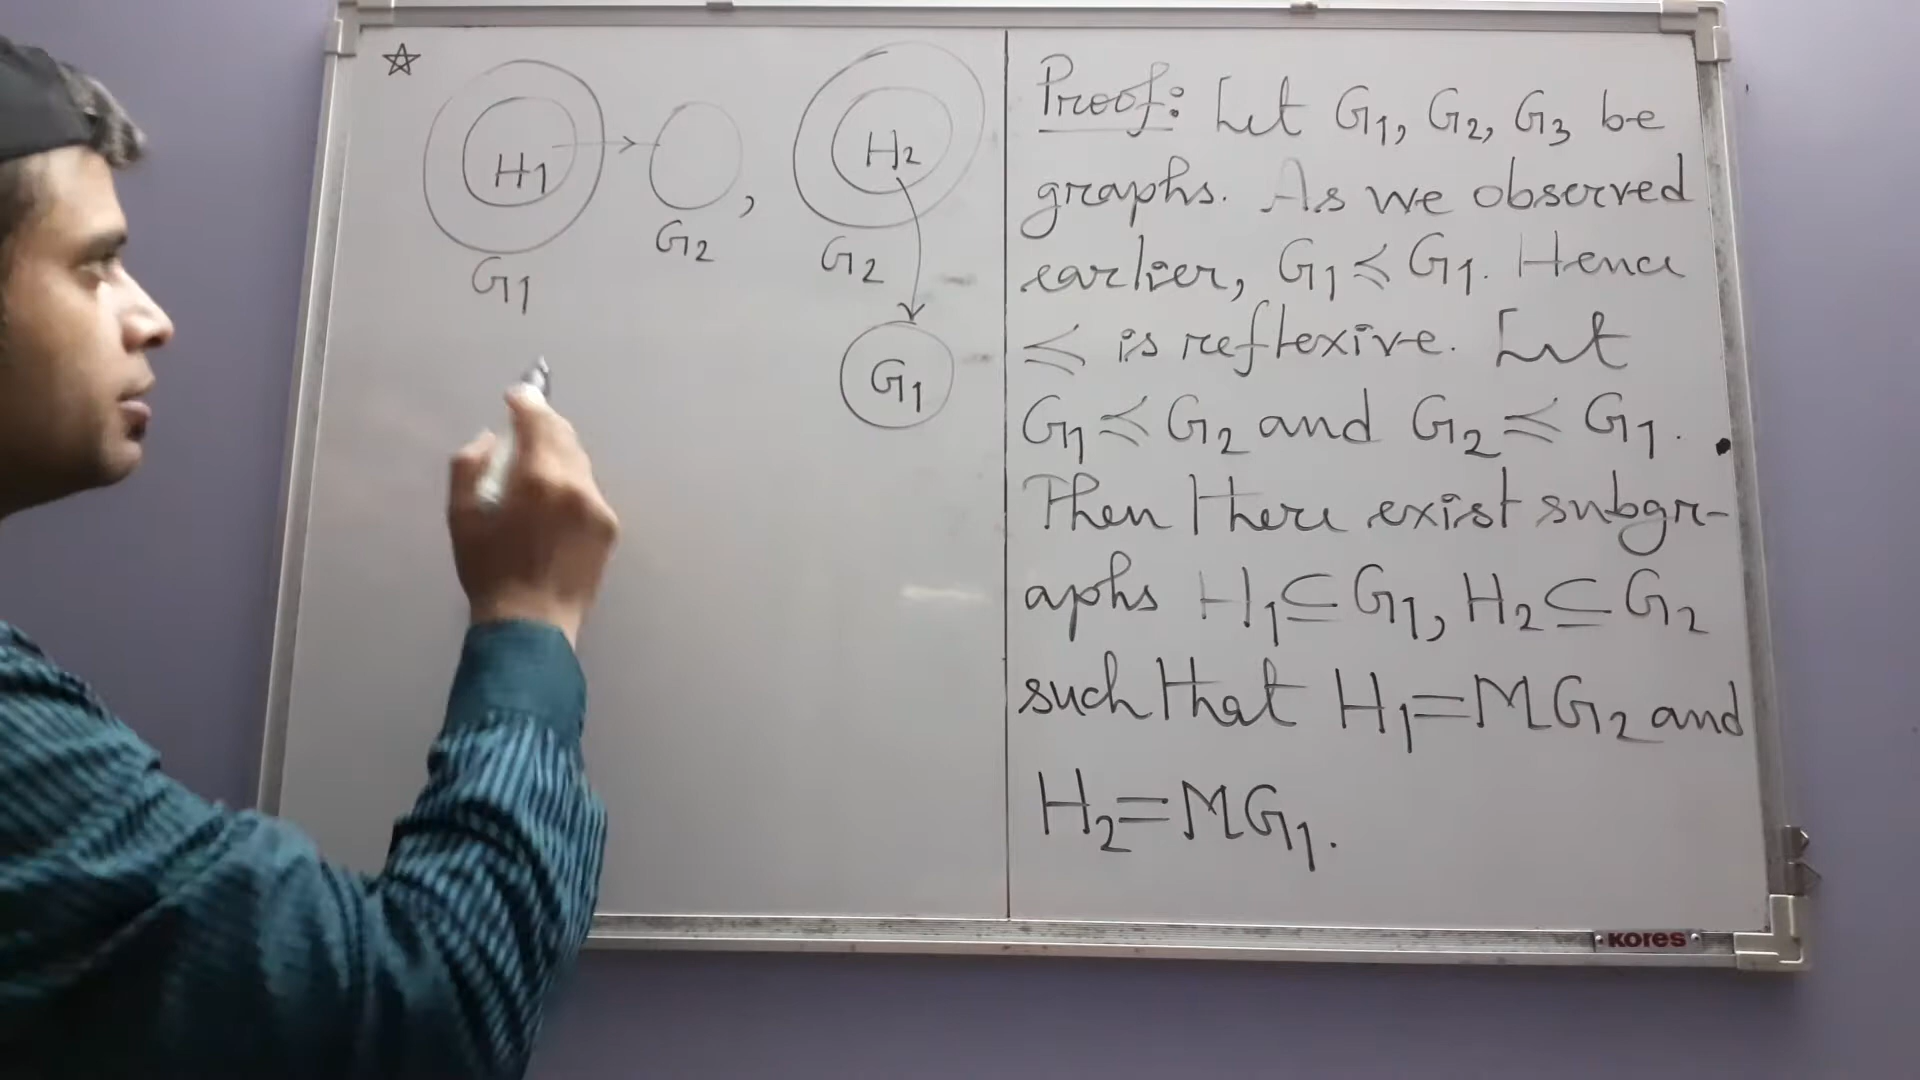 ☆
H1
G2
G1
H2
G2
G1
Proof: Let G1, G2, G3 be
graphs. As we observed
earlier, G1 ≼ G1. Hence
≼ is reflexive. Let
G1 ≼ G2 and G2 ≼ G1.
Then there exist subgr-
aphs H1 ⊆ G1, H2 ⊆ G2
such that H1 = MG2 and
H2 = MG1.
KORES